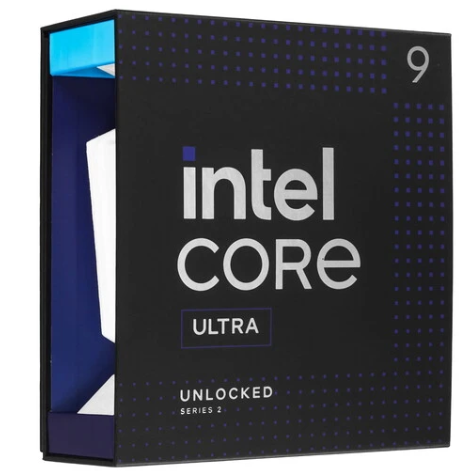 9
intel
CORE
ULTRA
UNLOCKED
SERIES 2